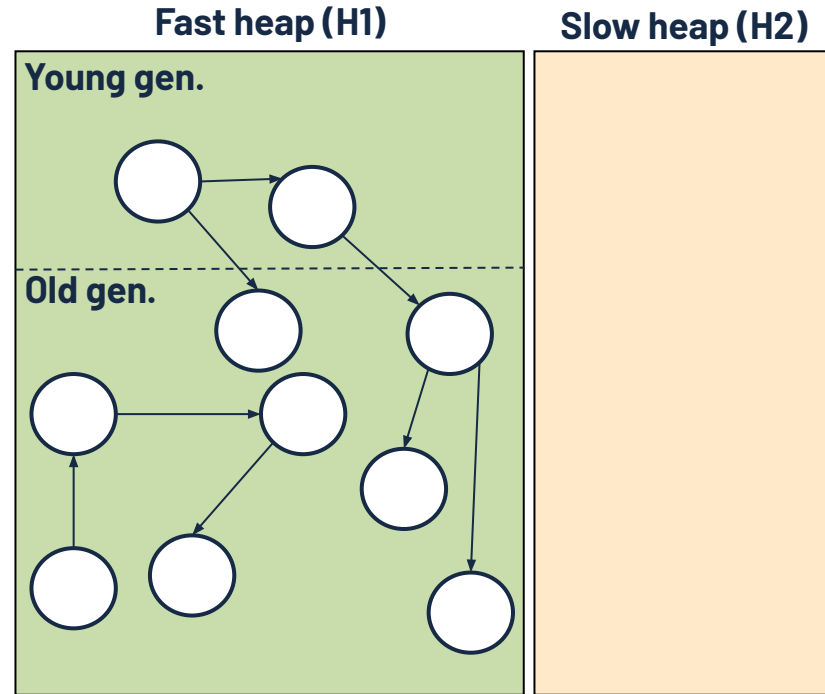 Fast heap (H1)
Slow heap (H2)
Young gen.
Old gen.